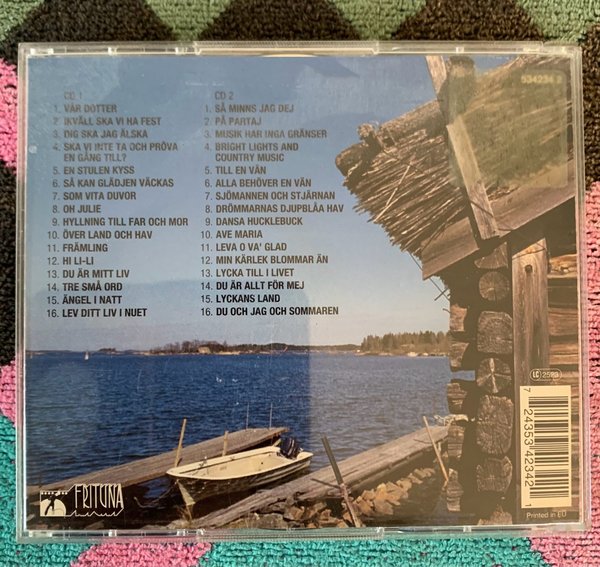 534234 2
CD 1
1. VÅR DOTTER
2. IKVÄLL SKA VI HA FEST
3. DIG SKA JAG ÄLSKA
4. SKA VI INTE TA OCH PRÖVA
EN GÅNG TILL?
5. EN STULEN KYSS
6. SÅ KAN GLÄDJEN VÄCKAS
7. SOM VITA DUVOR
8. OH JULIE
9. HYLLNING TILL FAR OCH MOR
10. ÖVER LAND OCH HAV
11. FRÄMLING
12. HI LI-LI
13. DU ÄR MITT LIV
14. TRE SMÅ ORD
15. ÄNGEL I NATT
16. LEV DITT LIV I NUET
CD 2
1. SÅ MINNS JAG DEJ
2. PÅ PARTAJ
3. MUSIK HAR INGA GRÄNSER
4. BRIGHT LIGHTS AND
COUNTRY MUSIC
5. TILL EN VÄN
6. ALLA BEHÖVER EN VÄN
7. SJÖMANNEN OCH STJÄRNAN
8. DRÖMMARNAS DJUPBLÅA HAV
9. DANSA HUCKLEBUCK
10. AVE MARIA
11. LEVA O VA' GLAD
12. MIN KÄRLEK BLOMMAR ÄN
13. LYCKA TILL I LIVET
14. DU ÄR ALLT FÖR MEJ
15. LYCKANS LAND
16. DU OCH JAG OCH SOMMAREN
LC 2523
7 24353 42342 1
FRITUNA
Printed in EU